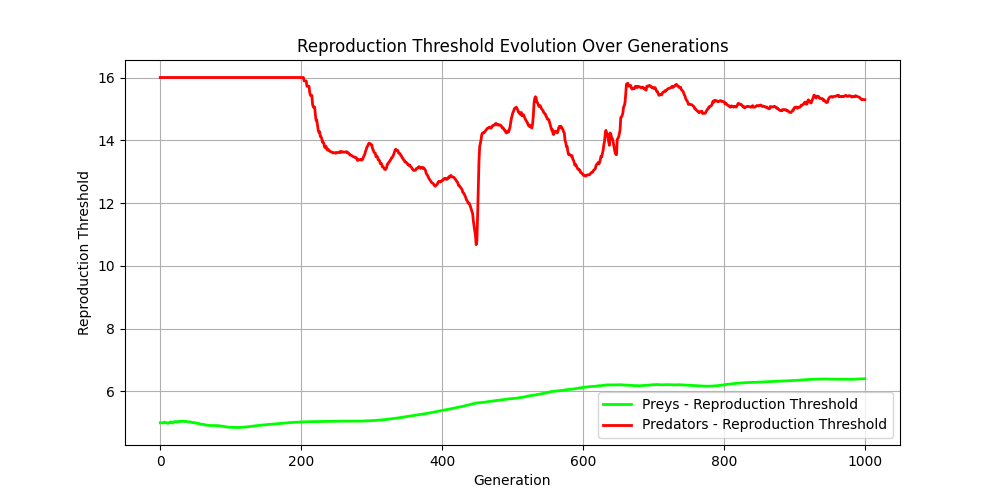 Reproduction Threshold Evolution Over Generations
Reproduction Threshold
16
14
12
10
8
6
0
200
400
600
800
1000
Generation
Preys - Reproduction Threshold
Predators - Reproduction Threshold